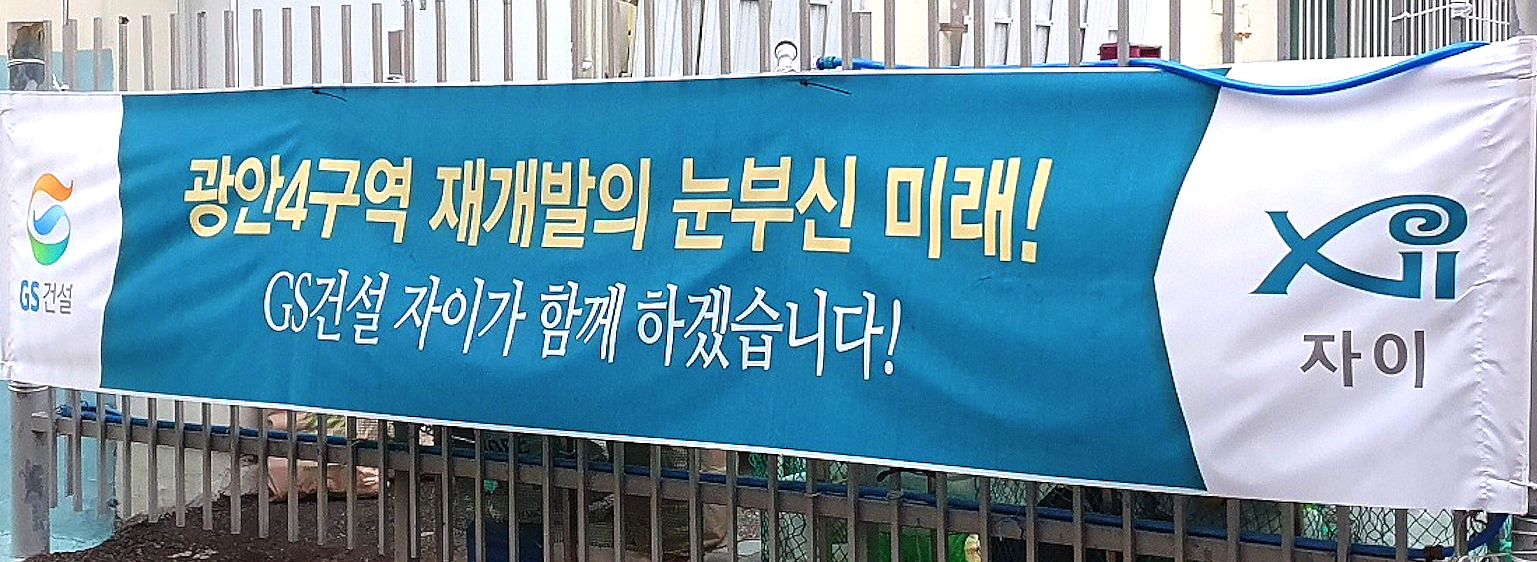 광안4구역 재개발의 눈부신 미래!
GS건설 자이가 함께 하겠습니다!
GS건설
Xi
자이